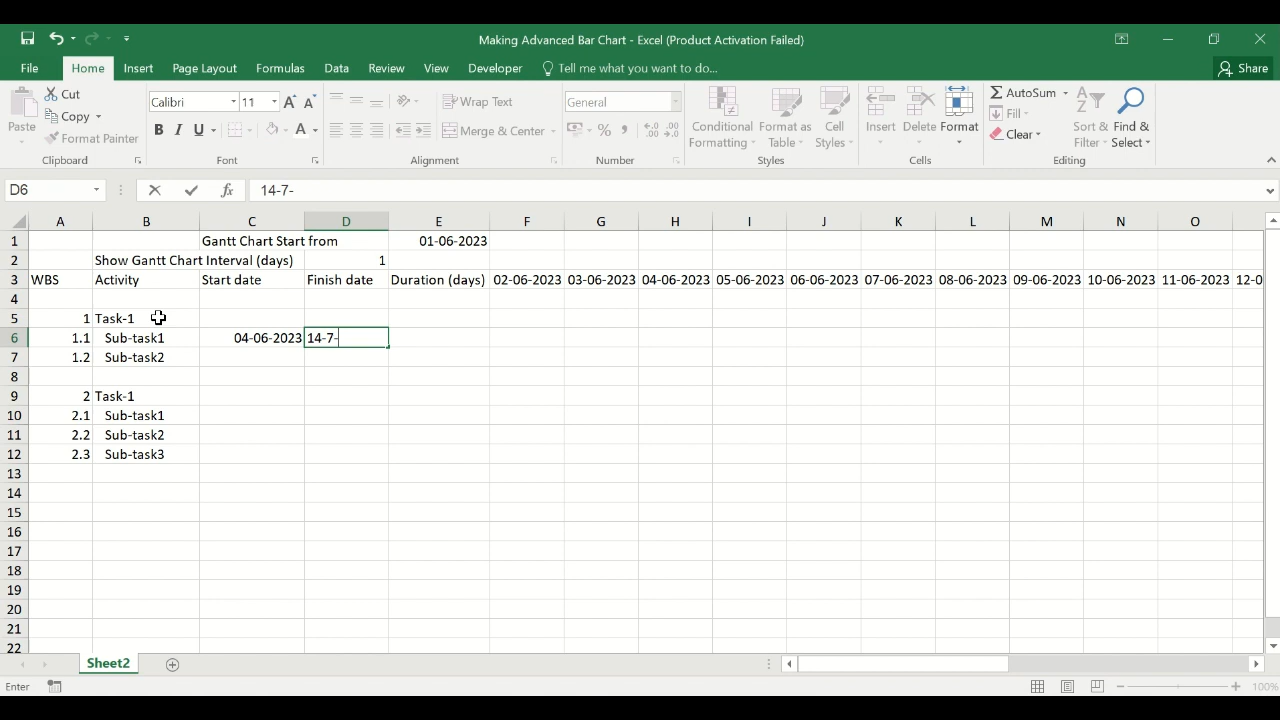 Making Advanced Bar Chart - Excel (Product Activation Failed)
File Home Insert Page Layout Formulas Data Review View Developer Tell me what you want to do... Share
Paste Cut Copy Format Painter
Calibri 11 A A B I U A
Wrap Text Merge & Center
General % ,
Conditional Formatting Format as Table Cell Styles
Insert Delete Format
AutoSum Fill Clear Sort & Filter Find & Select
Clipboard Font Alignment Number Styles Cells Editing
D6 fx 14-7-
A B C D E F G H I J K L M N O
1 Gantt Chart Start from 01-06-2023
2 Show Gantt Chart Interval (days) 1
3 WBS Activity Start date Finish date Duration (days) 02-06-2023 03-06-2023 04-06-2023 05-06-2023 06-06-2023 07-06-2023 08-06-2023 09-06-2023 10-06-2023 11-06-2023 12-0
4
5 1 Task-1
6 1.1 Sub-task1 04-06-2023 14-7-
7 1.2 Sub-task2
8
9 2 Task-1
10 2.1 Sub-task1
11 2.2 Sub-task2
12 2.3 Sub-task3
13
14
15
16
17
18
19
20
21
22
Sheet2
Enter 100%